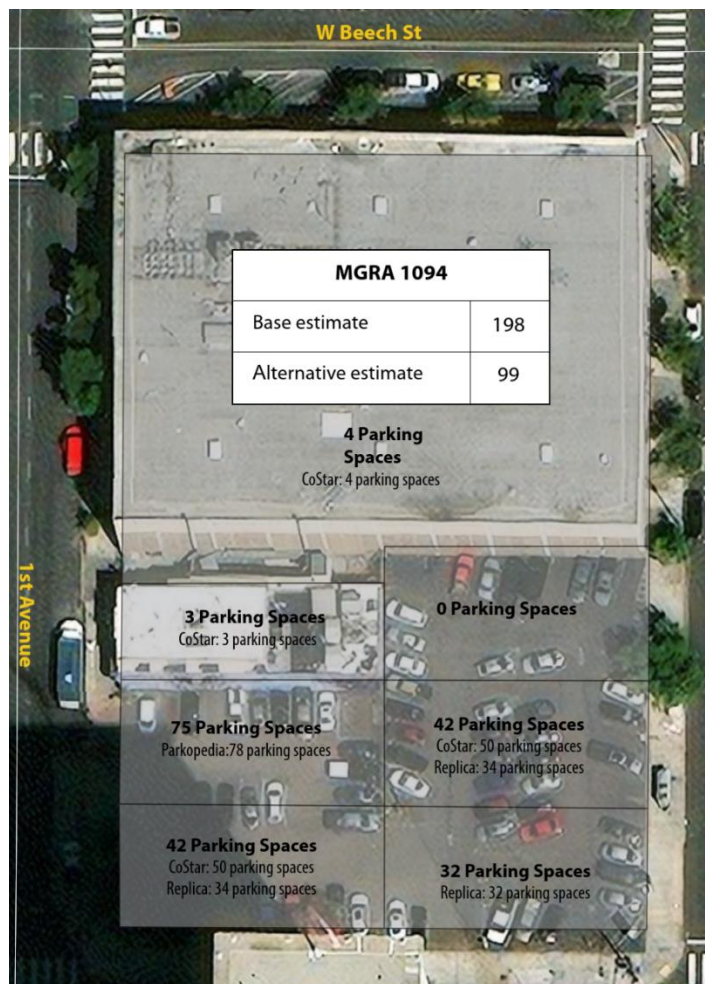 W Beech St
MGRA 1094
Base estimate 198
Alternative estimate 99
4 Parking
Spaces
CoStar: 4 parking spaces
1st Avenue
3 Parking Spaces
CoStar: 3 parking spaces
0 Parking Spaces
75 Parking Spaces
Parkopedia:78 parking spaces
42 Parking Spaces
CoStar: 50 parking spaces
Replica: 34 parking spaces
42 Parking Spaces
CoStar: 50 parking spaces
Replica: 34 parking spaces
32 Parking Spaces
Replica: 32 parking spaces